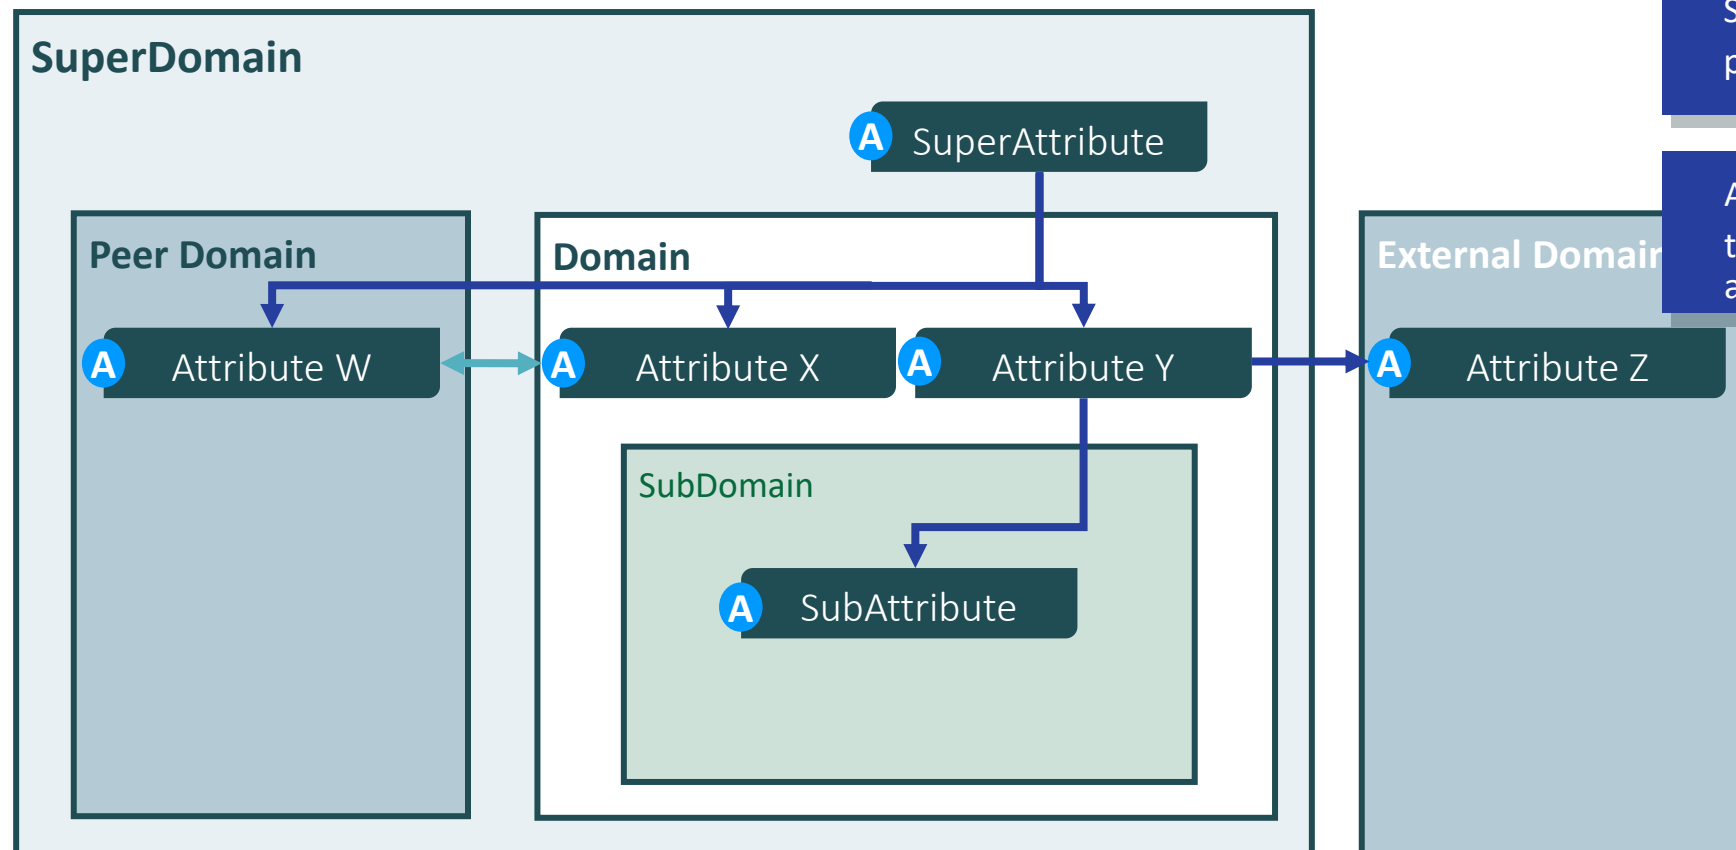 SuperDomain
A SuperAttribute
Peer Domain
Domain
External Domain
A Attribute W
A Attribute X
A Attribute Y
A Attribute Z
SubDomain
A SubAttribute